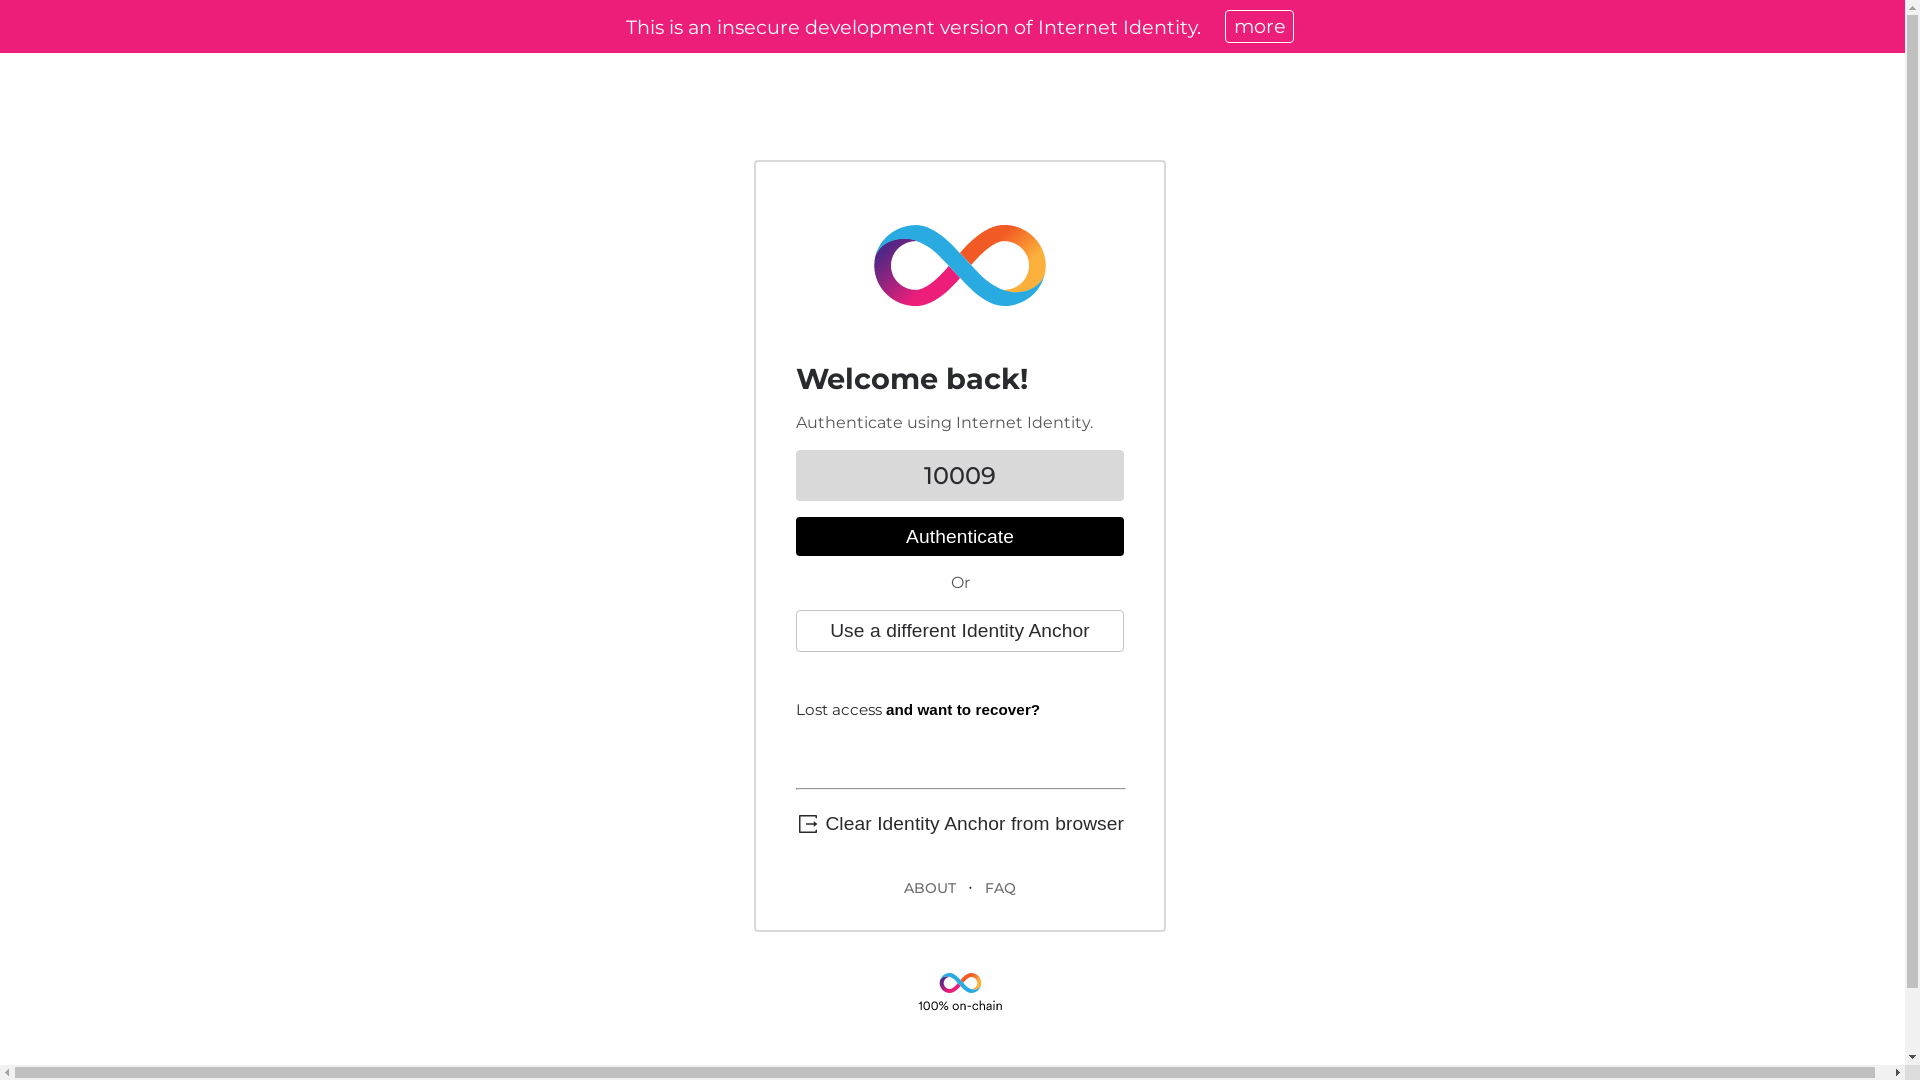 This is an insecure development version of Internet Identity. more
Welcome back!
Authenticate using Internet Identity.
10009
Authenticate
Or
Use a different Identity Anchor
Lost access and want to recover?
Clear Identity Anchor from browser
ABOUT · FAQ
100% on-chain